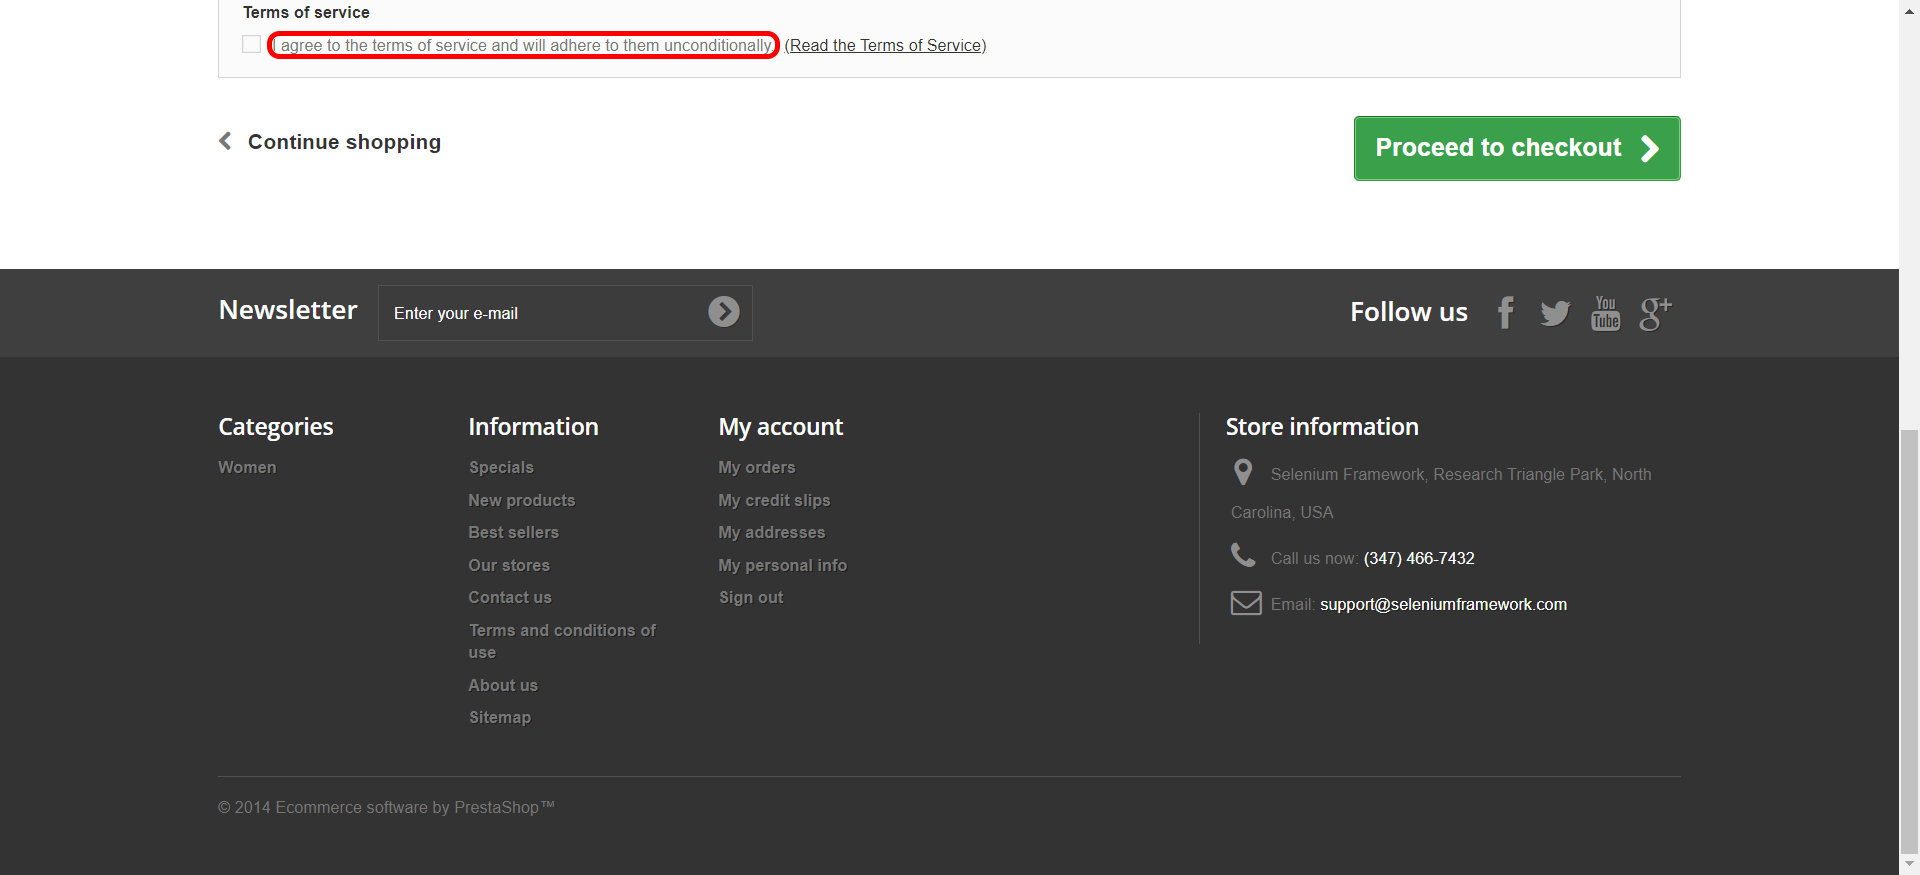 Terms of service
I agree to the terms of service and will adhere to them unconditionally. (Read the Terms of Service)
Continue shopping
Proceed to checkout
Newsletter
Enter your e-mail
Follow us
You
Tube
g+
Categories
Women
Information
Specials
New products
Best sellers
Our stores
Contact us
Terms and conditions of
use
About us
Sitemap
My account
My orders
My credit slips
My addresses
My personal info
Sign out
Store information
Selenium Framework, Research Triangle Park, North
Carolina, USA
Call us now: (347) 466-7432
Email: support@seleniumframework.com
© 2014 Ecommerce software by PrestaShop™